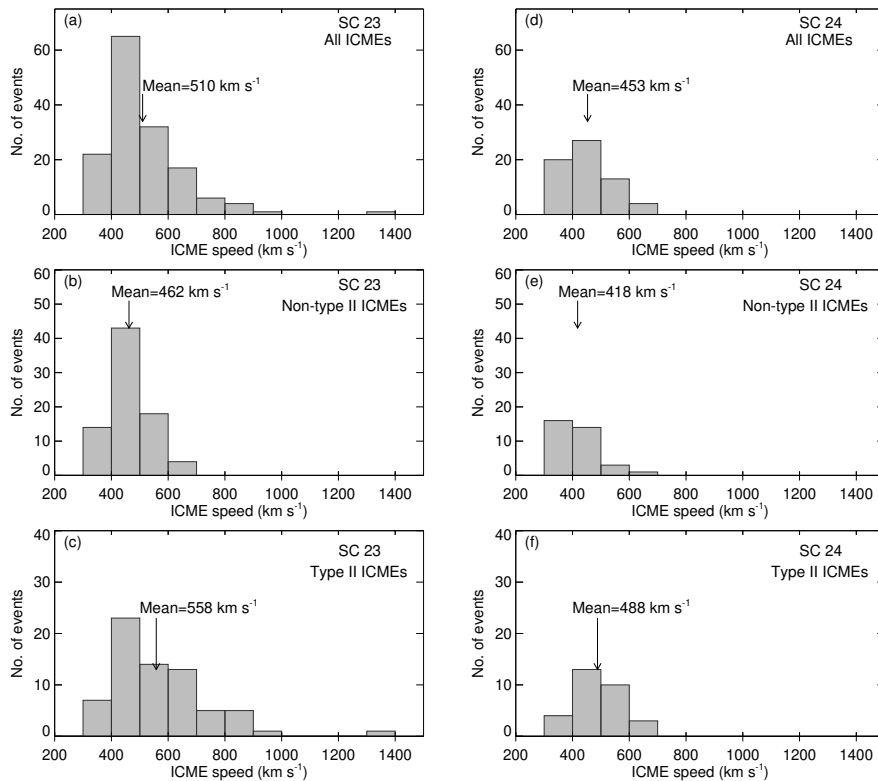 (a)
SC 23
All ICMEs
Mean=510 km s⁻¹
No. of events
60
40
20
0
200 400 600 800 1000 1200 1400
ICME speed (km s⁻¹)
(d)
SC 24
All ICMEs
Mean=453 km s⁻¹
No. of events
60
40
20
0
200 400 600 800 1000 1200 1400
ICME speed (km s⁻¹)
(b)
SC 23
Mean=462 km s⁻¹
Non-type II ICMEs
No. of events
60
50
40
30
20
10
0
200 400 600 800 1000 1200 1400
ICME speed (km s⁻¹)
(e)
SC 24
Mean=418 km s⁻¹
Non-type II ICMEs
No. of events
60
50
40
30
20
10
0
200 400 600 800 1000 1200 1400
ICME speed (km s⁻¹)
(c)
SC 23
Type II ICMEs
Mean=558 km s⁻¹
No. of events
40
30
20
10
0
200 400 600 800 1000 1200 1400
ICME speed (km s⁻¹)
(f)
SC 24
Type II ICMEs
Mean=488 km s⁻¹
No. of events
40
30
20
10
0
200 400 600 800 1000 1200 1400
ICME speed (km s⁻¹)